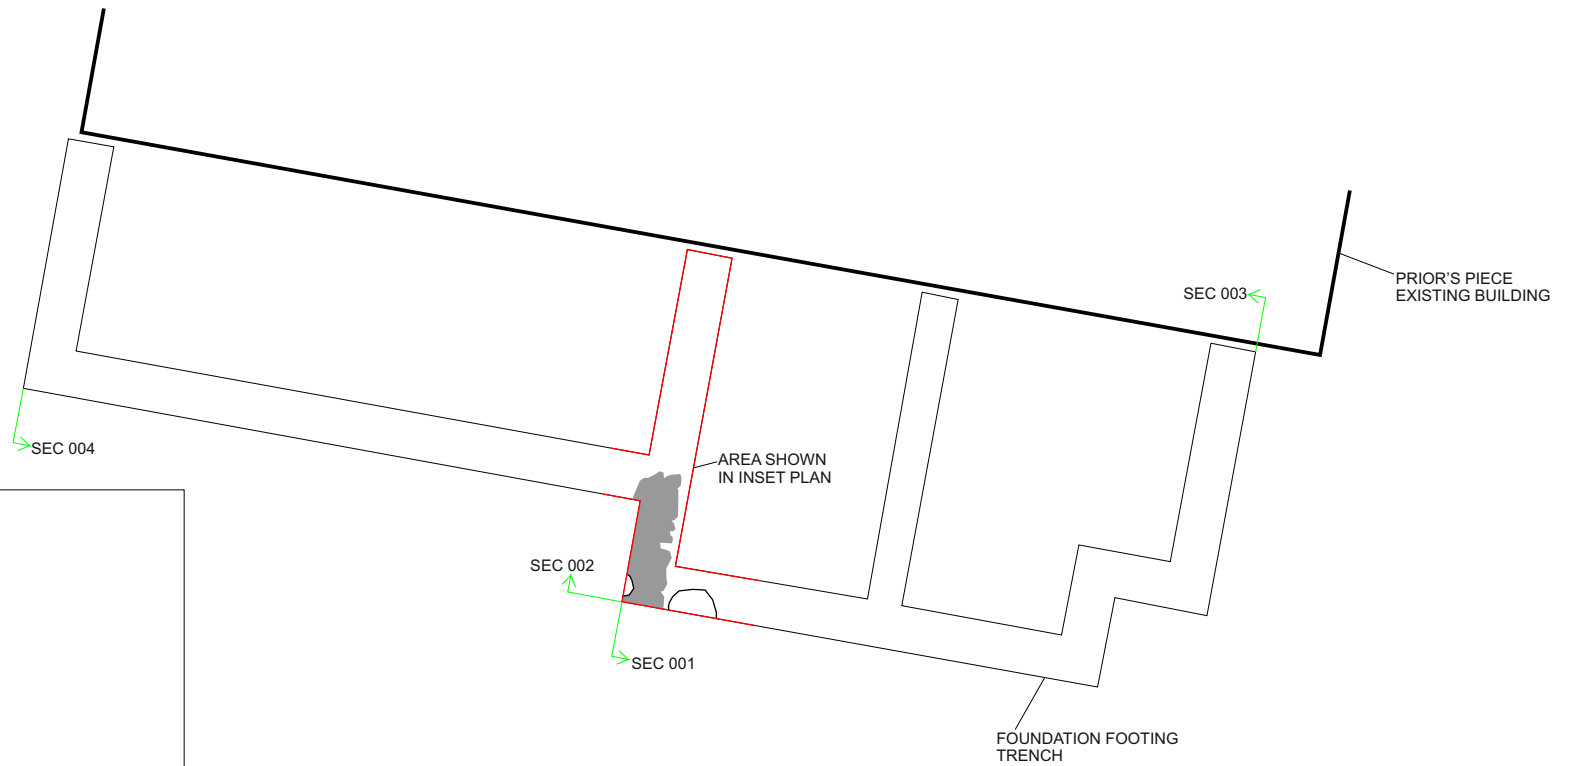 PRIOR'S PIECE
EXISTING BUILDING
SEC 003
SEC 004
AREA SHOWN
IN INSET PLAN
SEC 002
SEC 001
FOUNDATION FOOTING
TRENCH